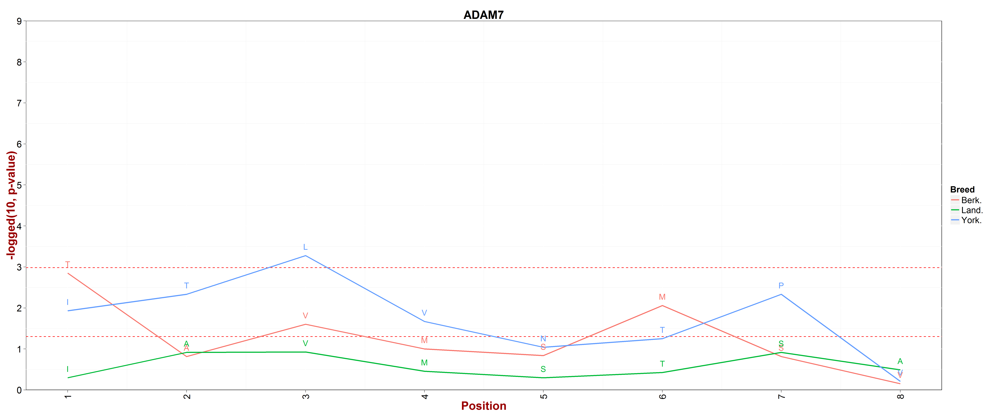 ADAM7
9
8
7
6
5
4
3
2
1
0
-logged(10, p-value)
T
I
I
T
A
A
L
V
V
V
M
M
N
S
S
M
T
T
P
S
S
A
V
V
1 2 3 4 5 6 7 8
Position
Breed
Berk.
Land.
York.